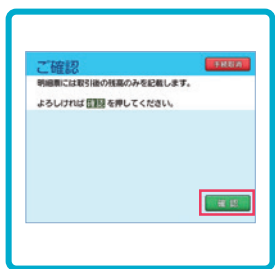 ご確認
手続取消
明細票には取引後の残高のみを記載します。
よろしければ 確認 を押してください。
確認